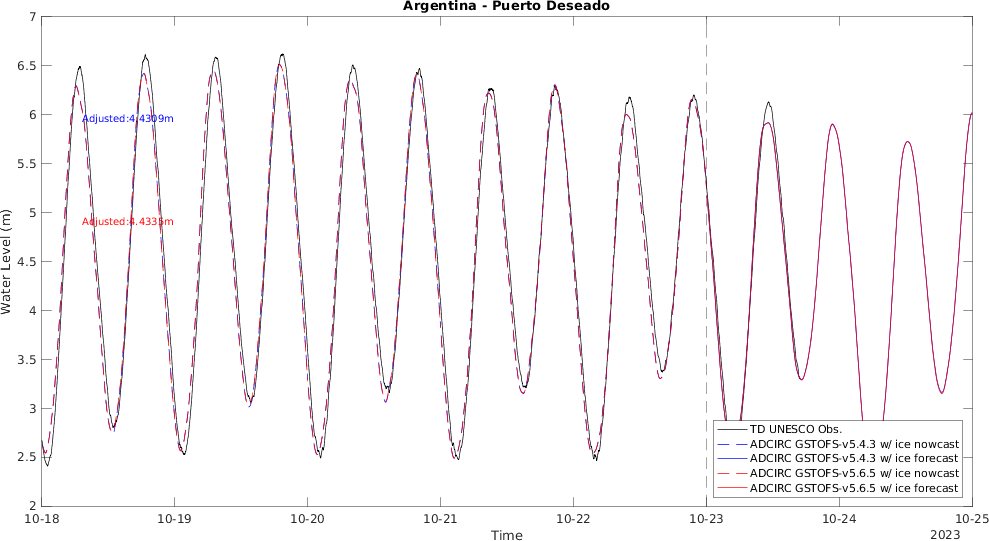 Argentina - Puerto Deseado
7
6.5
6
5.5
5
4.5
4
3.5
3
2.5
2
Water Level (m)
Adjusted:4.4309m
Adjusted:4.4335m
TD UNESCO Obs.
ADCIRC GSTOFS-v5.4.3 w/ ice nowcast
ADCIRC GSTOFS-v5.4.3 w/ ice forecast
ADCIRC GSTOFS-v5.6.5 w/ ice nowcast
ADCIRC GSTOFS-v5.6.5 w/ ice forecast
10-18 10-19 10-20 10-21 10-22 10-23 10-24 10-25
Time
2023